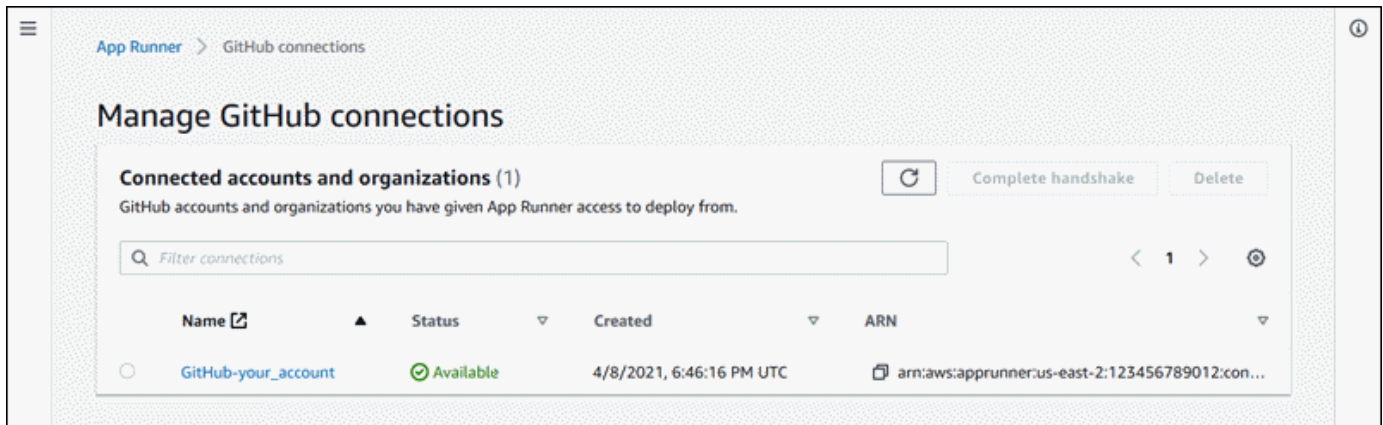 App Runner > GitHub connections
Manage GitHub connections
Connected accounts and organizations (1)
Complete handshake
Delete
GitHub accounts and organizations you have given App Runner access to deploy from.
Filter connections
< 1 >
Name Status Created ARN
GitHub-your_account Available 4/8/2021, 6:46:16 PM UTC arn:aws:apprunner:us-east-2:123456789012:con...